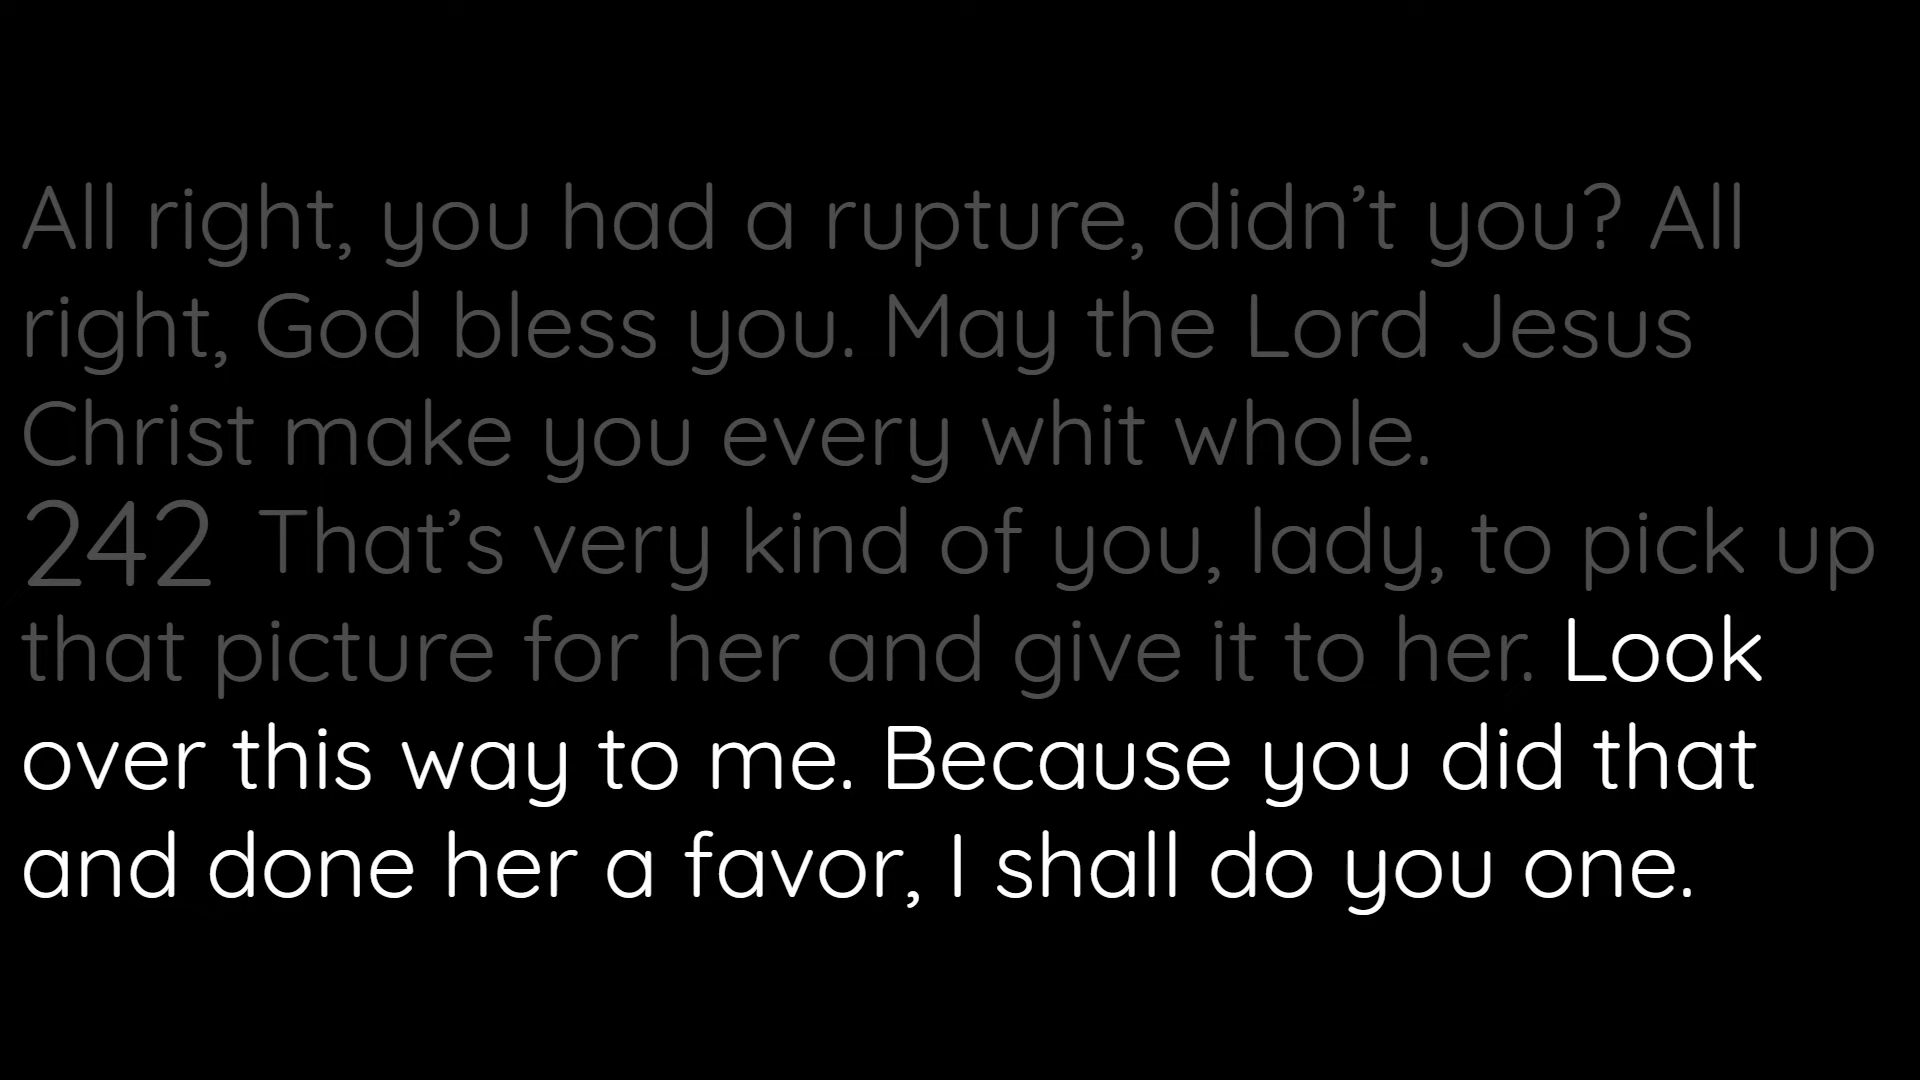 All right, you had a rupture, didn’t you? All
right, God bless you. May the Lord Jesus
Christ make you every whit whole.
242 That’s very kind of you, lady, to pick up
that picture for her and give it to her. Look
over this way to me. Because you did that
and done her a favor, I shall do you one.